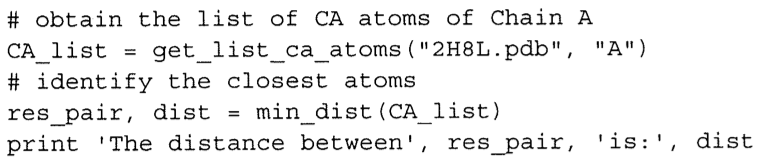 # obtain the list of CA atoms of Chain A
CA_list = get_list_ca_atoms("2H8L.pdb", "A")
# identify the closest atoms
res_pair, dist = min_dist(CA_list)
print 'The distance between', res_pair, 'is:', dist